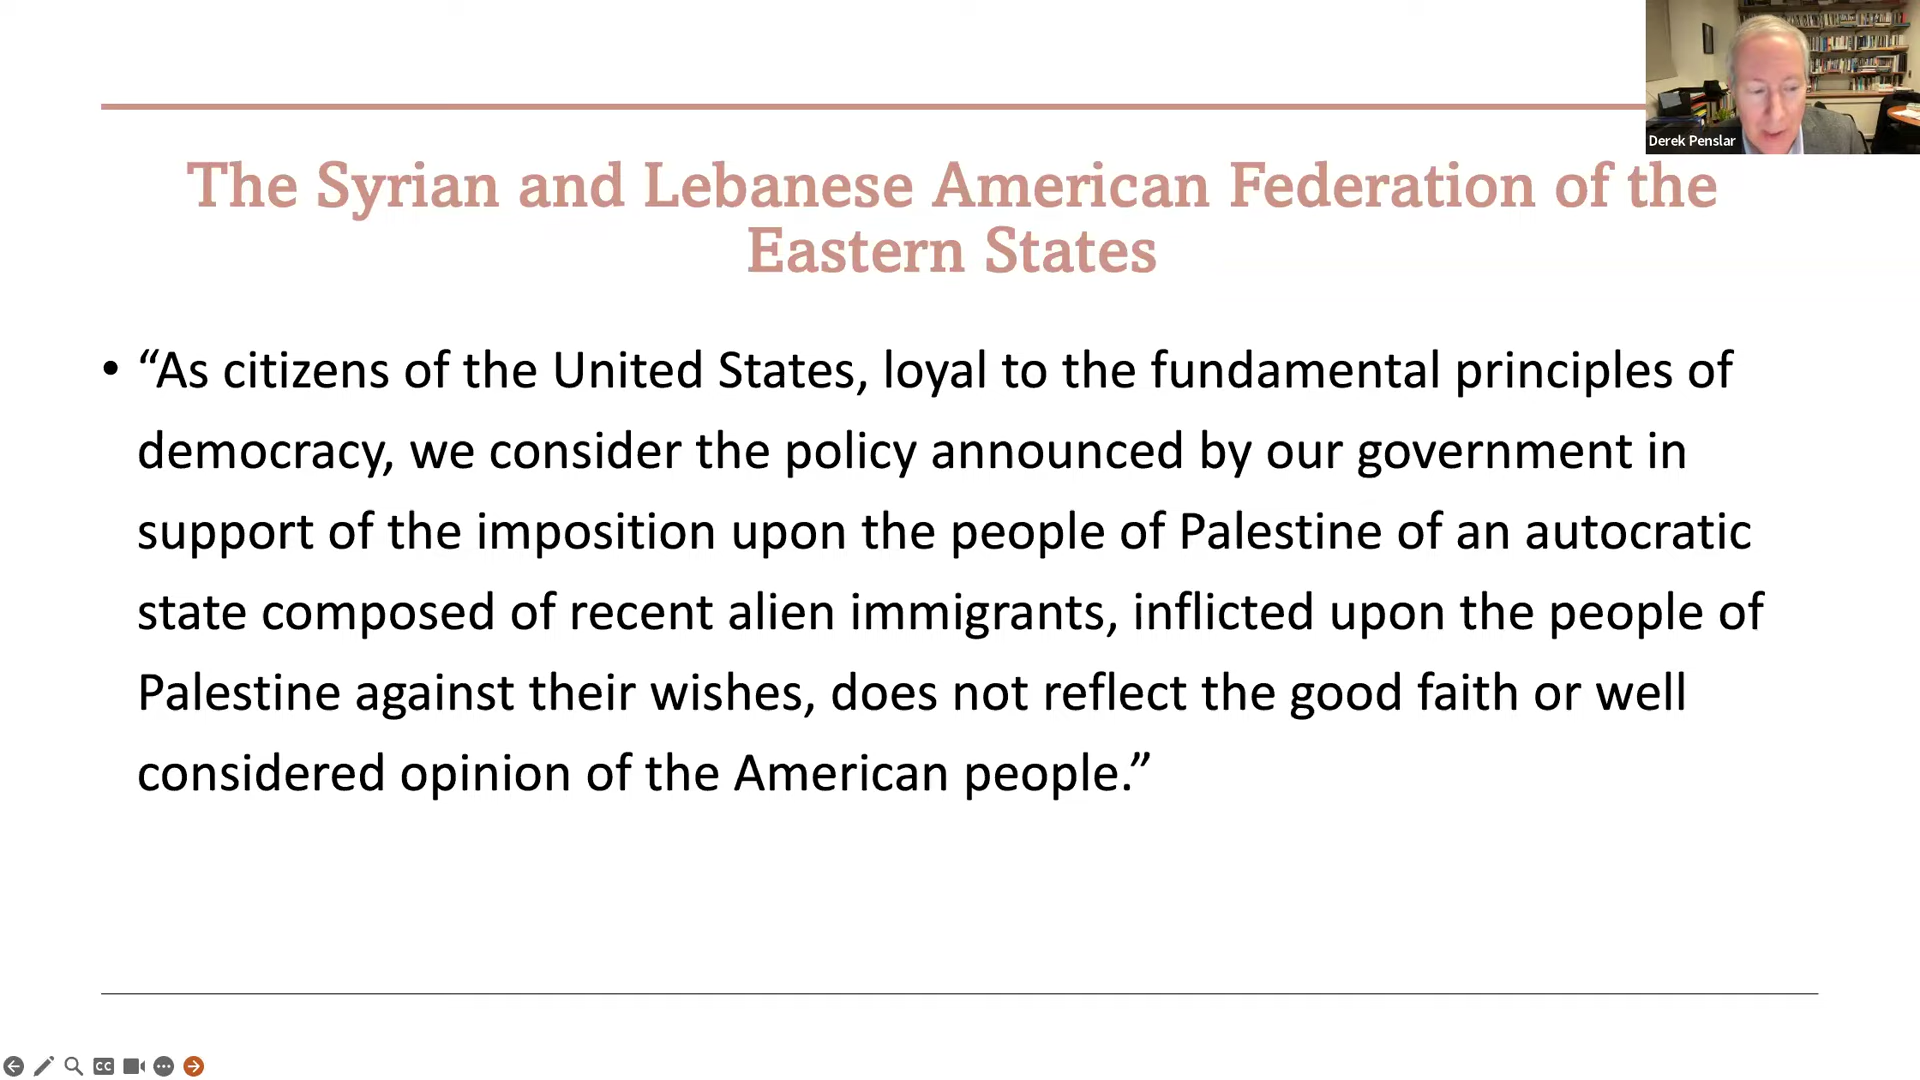 Derek Penslar
The Syrian and Lebanese American Federation of the
Eastern States
• “As citizens of the United States, loyal to the fundamental principles of
democracy, we consider the policy announced by our government in
support of the imposition upon the people of Palestine of an autocratic
state composed of recent alien immigrants, inflicted upon the people of
Palestine against their wishes, does not reflect the good faith or well
considered opinion of the American people.”
CC